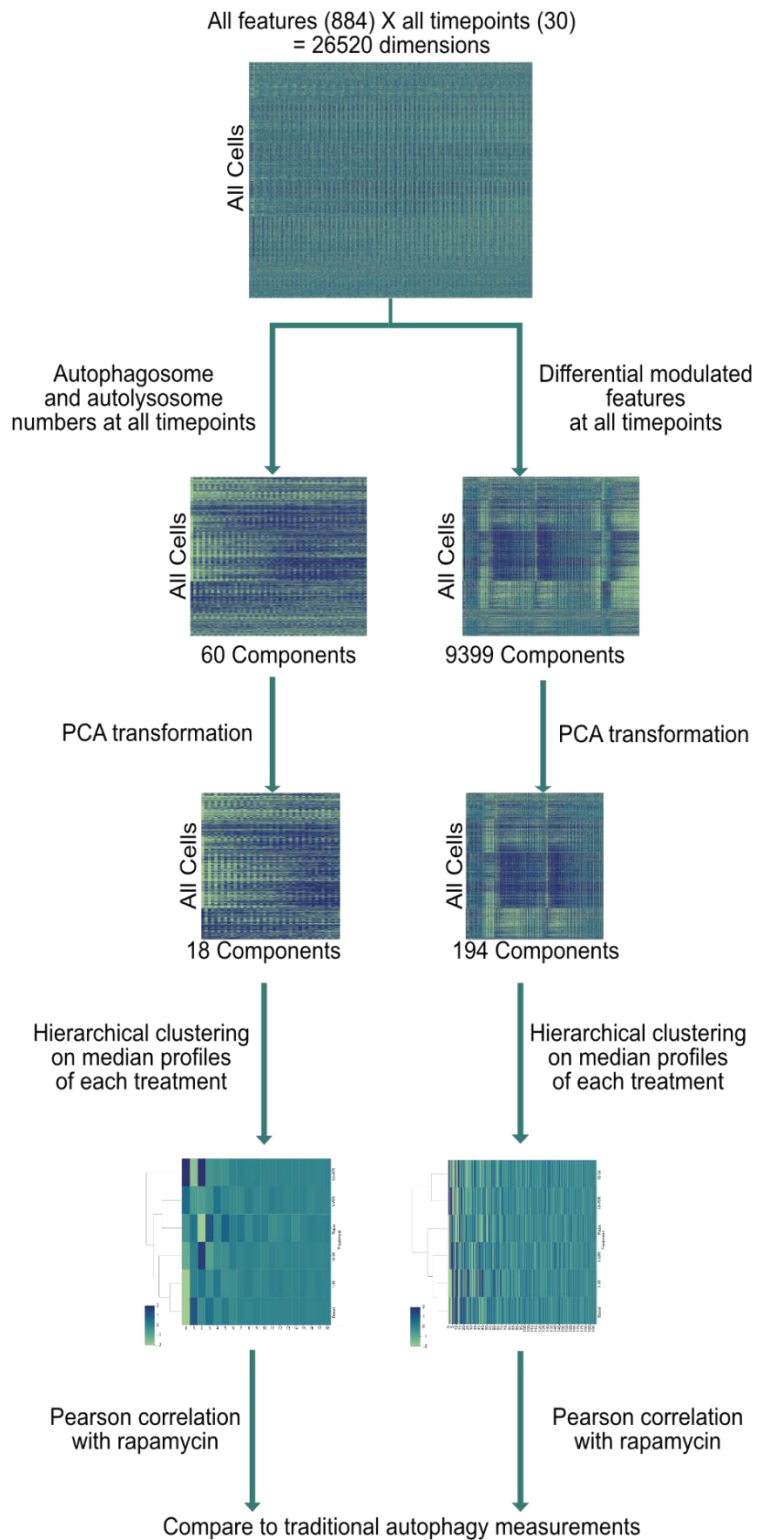 All features (884) X all timepoints (30)
= 26520 dimensions
All Cells
Autophagosome
and autolysosome
numbers at all timepoints
Differential modulated
features
at all timepoints
All Cells
All Cells
60 Components
9399 Components
PCA transformation
PCA transformation
All Cells
All Cells
18 Components
194 Components
Hierarchical clustering
on median profiles
of each treatment
Hierarchical clustering
on median profiles
of each treatment
Pearson correlation
with rapamycin
Pearson correlation
with rapamycin
Compare to traditional autophagy measurements